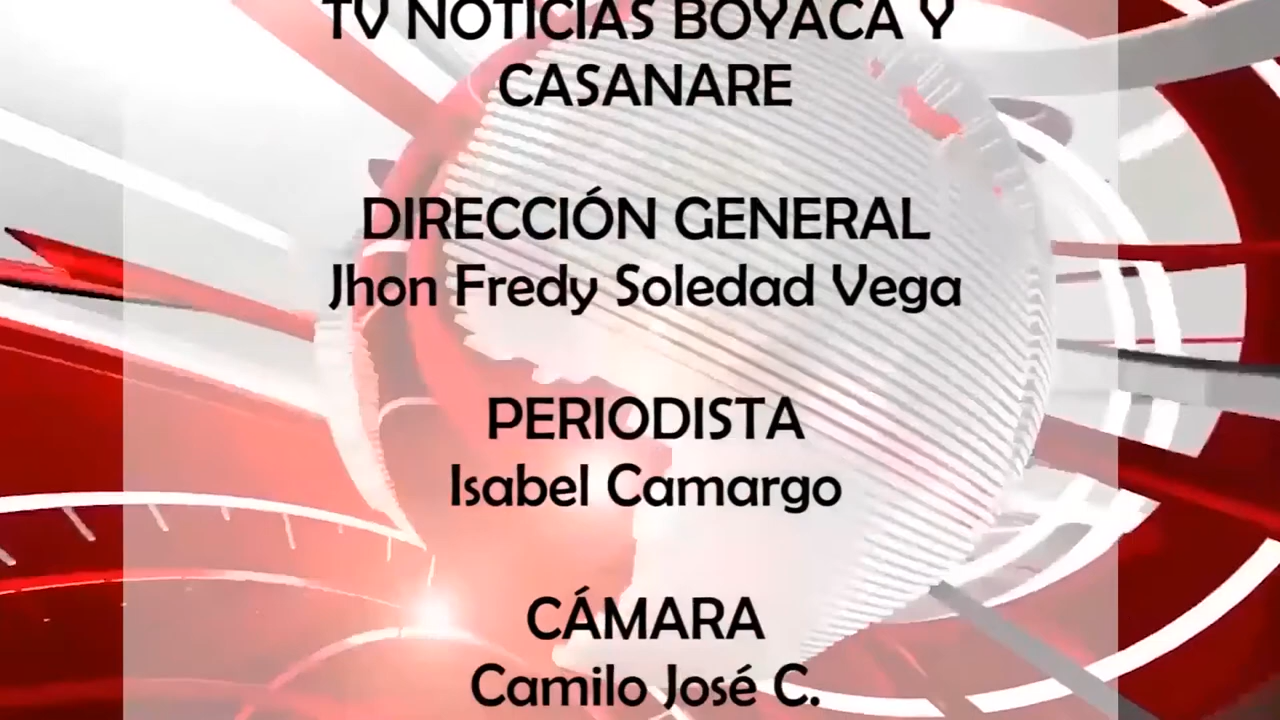 TV NOTICIAS BOYACÁ Y
CASANARE
DIRECCIÓN GENERAL
Jhon Fredy Soledad Vega
PERIODISTA
Isabel Camargo
CÁMARA
Camilo José C.